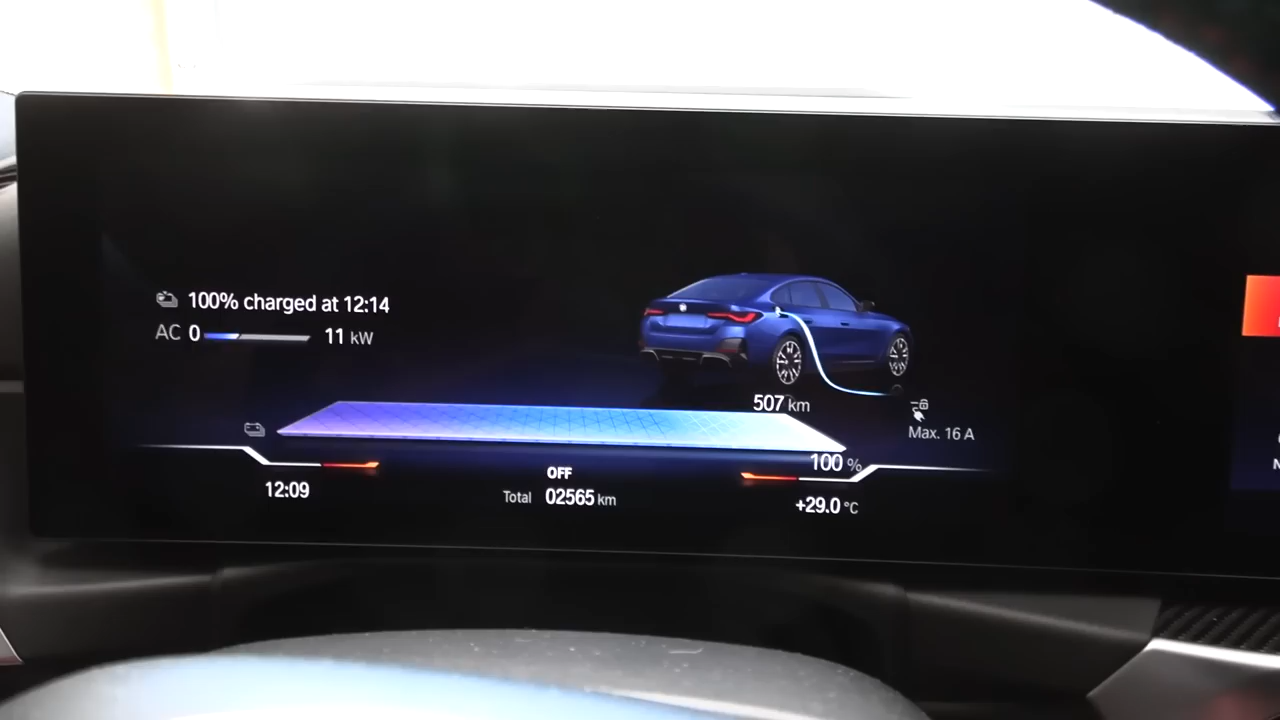 100% charged at 12:14
AC 0 11 kW
507 km
Max. 16 A
100 %
OFF
12:09
Total 02565 km
+29.0 °C